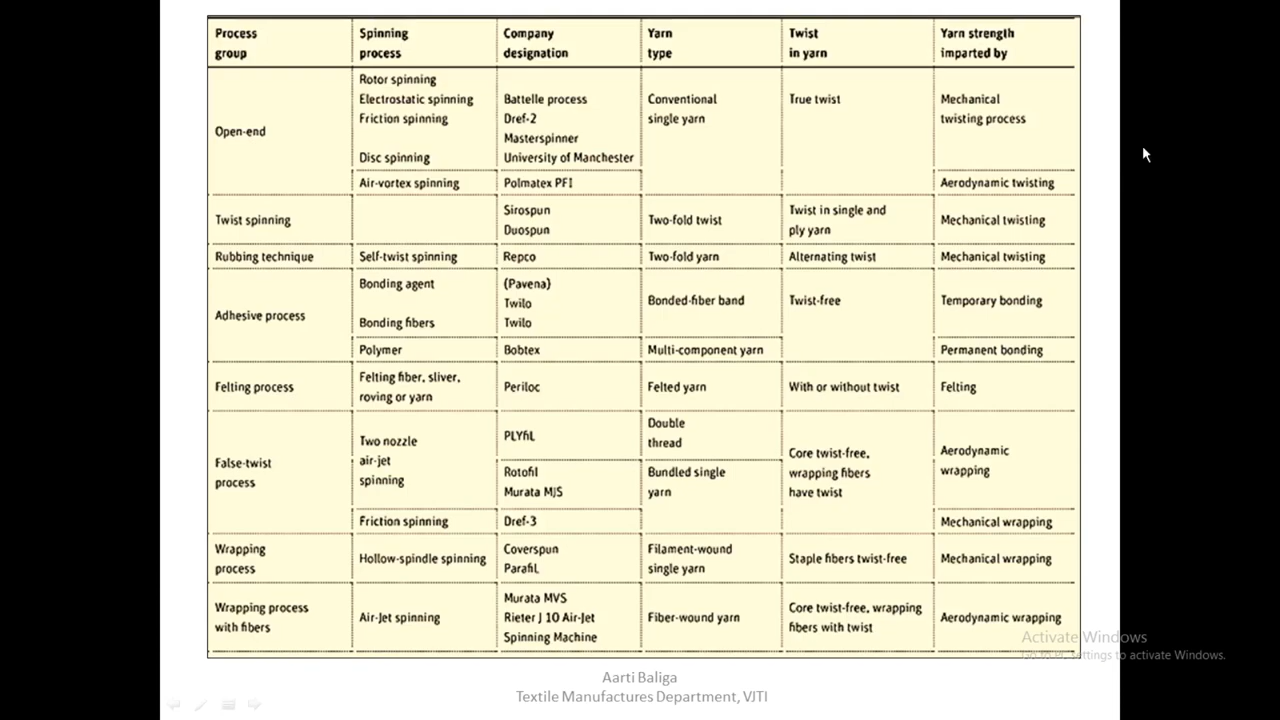 Process group | Spinning process | Company designation | Yarn type | Twist in yarn | Yarn strength imparted by
Open-end | Rotor spinning
Electrostatic spinning | Battelle process | Conventional single yarn | True twist | Mechanical twisting process
Friction spinning | Dref-2
Masterspinner
Disc spinning | University of Manchester
Air-vortex spinning | Polmatex PFI | Aerodynamic twisting
Twist spinning | Sirospun Duospun | Two-fold twist | Twist in single and ply yarn | Mechanical twisting
Rubbing technique | Self-twist spinning | Repco | Two-fold yarn | Alternating twist | Mechanical twisting
Adhesive process | Bonding agent | (Pavena) Twilo | Bonded-fiber band | Twist-free | Temporary bonding
Bonding fibers | Twilo
Polymer | Bobtex | Multi-component yarn | Permanent bonding
Felting process | Felting fiber, sliver, roving or yarn | Periloc | Felted yarn | With or without twist | Felting
False-twist process | Two nozzle air-jet spinning | PLYfiL | Double thread | Core twist-free, wrapping fibers have twist | Aerodynamic wrapping
Rotofil Murata MJS | Bundled single yarn
Friction spinning | Dref-3 | Mechanical wrapping
Wrapping process | Hollow-spindle spinning | Coverspun Parafil | Filament-wound single yarn | Staple fibers twist-free | Mechanical wrapping
Wrapping process with fibers | Air-Jet spinning | Murata MVS Rieter J 10 Air-Jet Spinning Machine | Fiber-wound yarn | Core twist-free, wrapping fibers with twist | Aerodynamic wrapping
Activate Windows
Go to PC settings to activate Windows.
Aarti Baliga
Textile Manufactures Department, VJTI